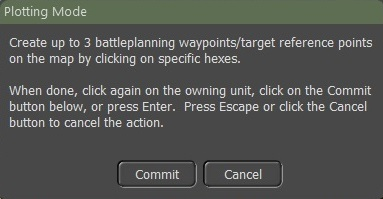 Plotting Mode
Create up to 3 battleplanning waypoints/target reference points
on the map by clicking on specific hexes.
When done, click again on the owning unit, click on the Commit
button below, or press Enter.  Press Escape or click the Cancel
button to cancel the action.
Commit
Cancel